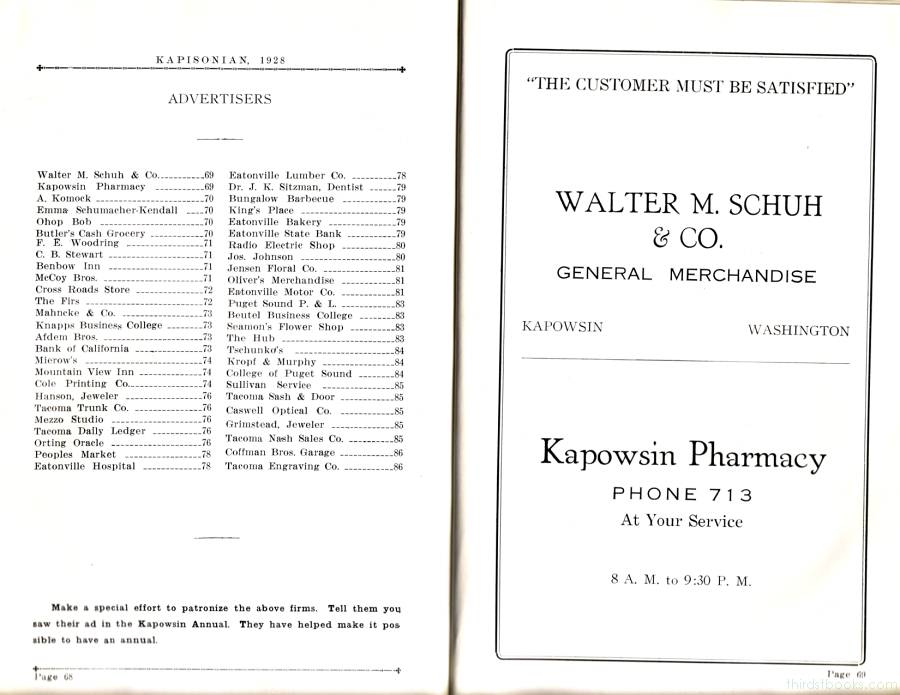 KAPISONIAN, 1928
ADVERTISERS
Walter M. Schuh & Co. 69
Kapowsin Pharmacy 69
A. Komock 70
Emma Schumacher-Kendall 70
Ohop Bob 70
Butler's Cash Grocery 70
F. E. Woodring 71
C. B. Stewart 71
Benbow Inn 71
McCoy Bros. 71
Cross Roads Store 72
The Firs 72
Mahncke & Co. 73
Knapps Business College 73
Afdem Bros. 73
Bank of California 73
Mierow's 74
Mountain View Inn 74
Cole Printing Co. 74
Hanson, Jeweler 76
Tacoma Trunk Co. 76
Mezzo Studio 76
Tacoma Daily Ledger 76
Orting Oracle 76
Peoples Market 78
Eatonville Hospital 78
Eatonville Lumber Co. 78
Dr. J. K. Sitzman, Dentist 79
Bungalow Barbecue 79
King's Place 79
Eatonville Bakery 79
Eatonville State Bank 79
Radio Electric Shop 80
Jos. Johnson 80
Jensen Floral Co. 81
Oliver's Merchandise 81
Eatonville Motor Co. 81
Puget Sound P. & L. 83
Beutel Business College 83
Seamon's Flower Shop 83
The Hub 83
Tschunko's 84
Kropf & Murphy 84
College of Puget Sound 84
Sullivan Service 85
Tacoma Sash & Door 85
Caswell Optical Co. 85
Grimstead, Jeweler 85
Tacoma Nash Sales Co. 85
Coffman Bros. Garage 86
Tacoma Engraving Co. 86
Make a special effort to patronize the above firms. Tell them you
saw their ad in the Kapowsin Annual. They have helped make it pos
sible to have an annual.
Page 68
"THE CUSTOMER MUST BE SATISFIED"
WALTER M. SCHUH
& CO.
GENERAL MERCHANDISE
KAPOWSIN WASHINGTON
Kapowsin Pharmacy
PHONE 713
At Your Service
8 A. M. to 9:30 P. M.
Page 69
thirdstbooks.com